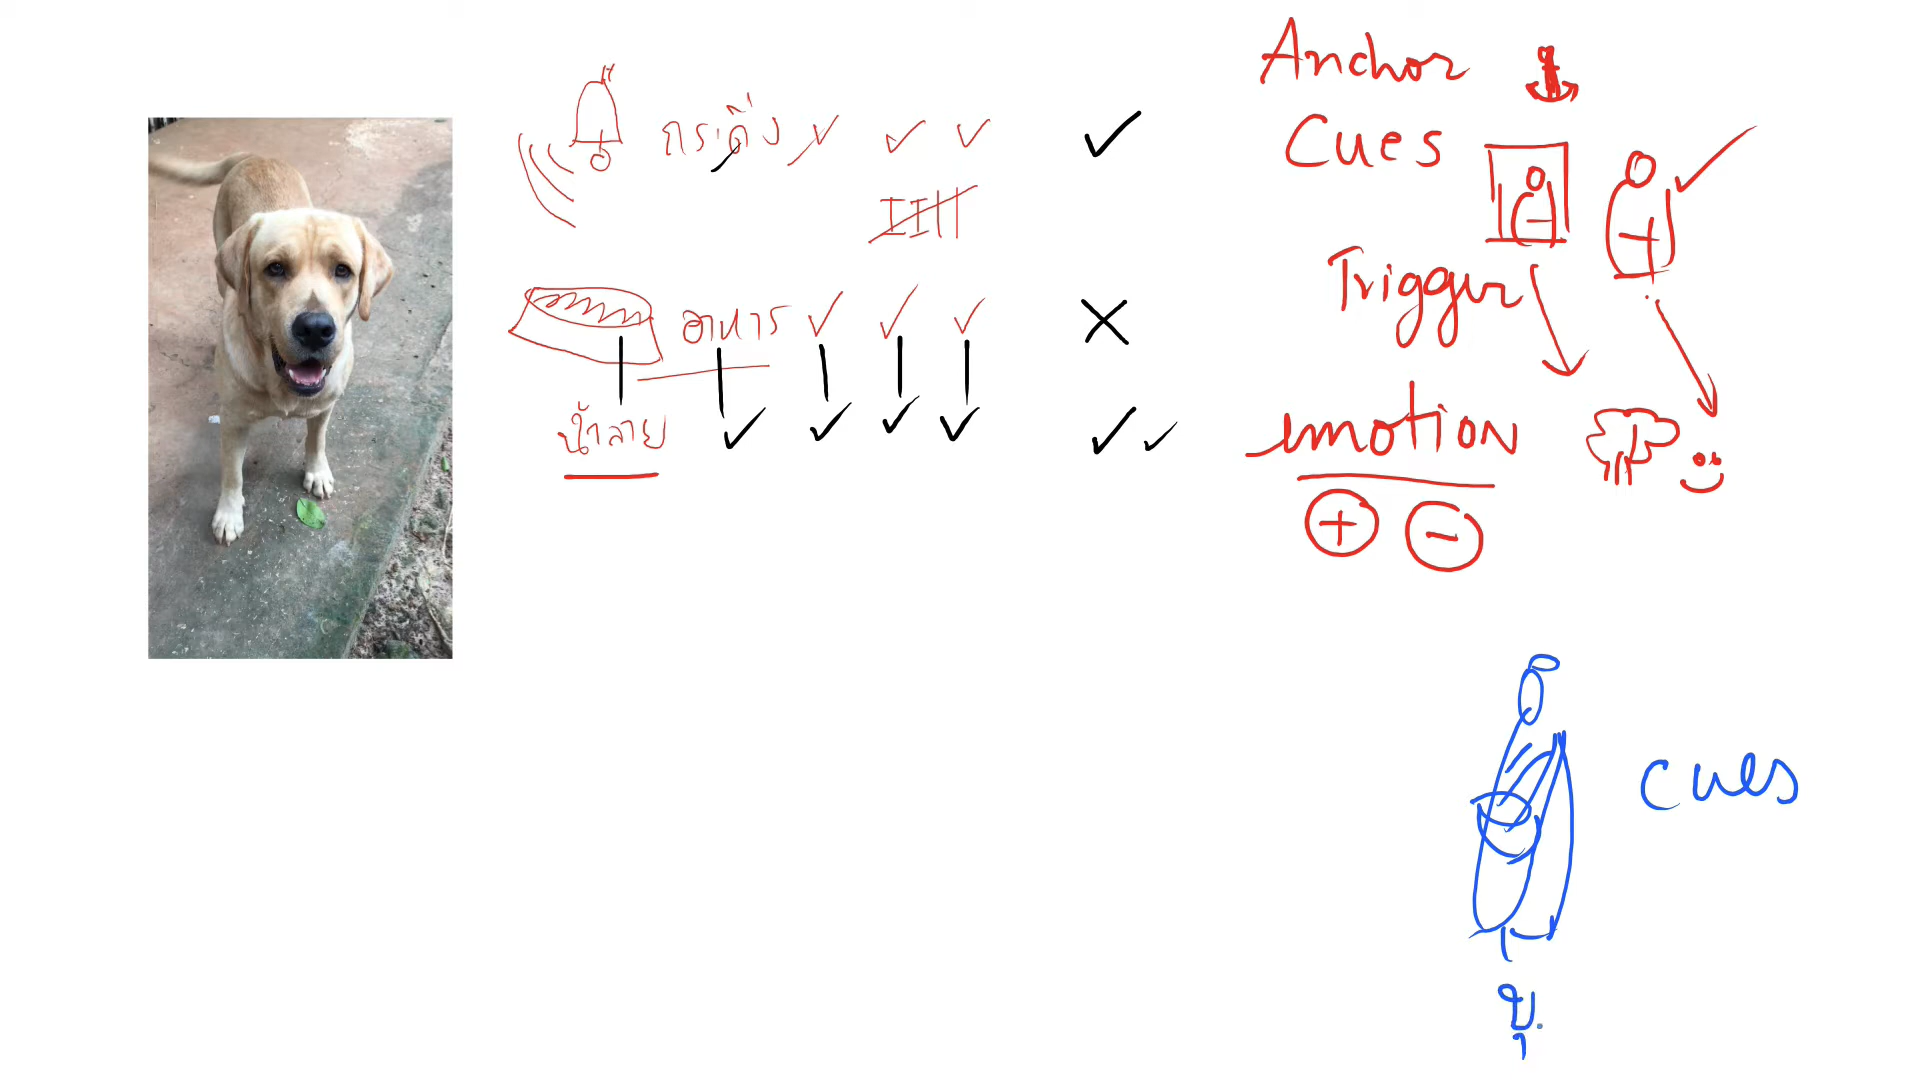 กระดิ่ง
อาหาร
น้ำลาย
Anchor
Cues
Trigger
emotion
+ -
cues